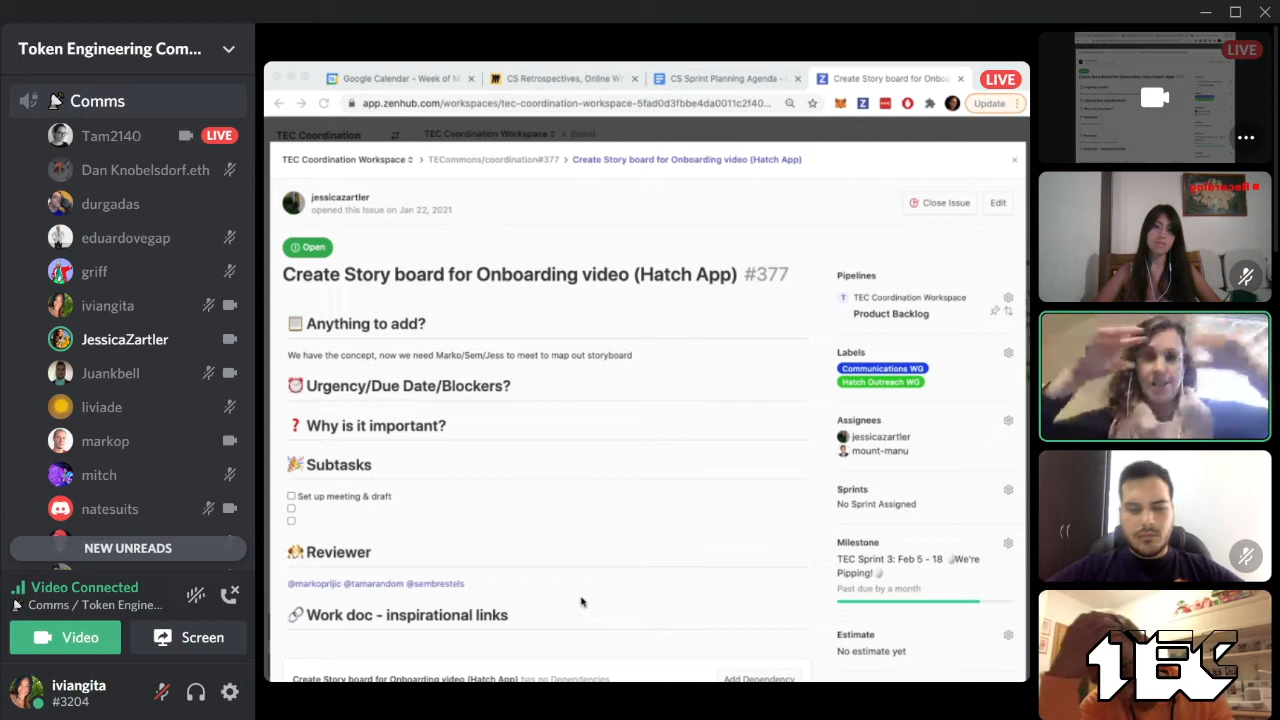 Token Engineering Com...
Comms
Tam2140
LIVE
Dan Knobelsdorf.eth
durgadas
eduardovegap
griff
iviangita
JessicaZartler
Juankbell
liviade
markop
mitch
natesuits
NEW UNREADS
Video Connected
Comms / Token Engine...
Video
Screen
iviangita
#3204
Google Calendar - Week of M
CS Retrospectives, Online Wh
CS Sprint Planning Agenda -
Create Story board for Onboa
LIVE
app.zenhub.com/workspaces/tec-coordination-workspace-5fad0d3fbbe4da0011c2f40...
Update
TEC Coordination
TEC Coordination Workspace
Board
TEC Coordination Workspace > TECommons/coordination#377 > Create Story board for Onboarding video (Hatch App)
jessicazartler
opened this Issue on Jan 22, 2021
Close Issue
Edit
Open
Create Story board for Onboarding video (Hatch App) #377
Anything to add?
We have the concept, now we need Marko/Sem/Jess to meet to map out storyboard
Urgency/Due Date/Blockers?
Why is it important?
Subtasks
Set up meeting & draft
Reviewer
@markoprljic @tamarandom @sembrestels
Work doc - inspirational links
Create Story board for Onboarding video (Hatch App) has no Dependencies
Add Dependency
Pipelines
T TEC Coordination Workspace
Product Backlog
Labels
Communications WG
Hatch Outreach WG
Assignees
jessicazartler
mount-manu
Sprints
No Sprint Assigned
Milestone
TEC Sprint 3: Feb 5 - 18 We're
Pipping!
Past due by a month
Estimate
No estimate yet
LIVE
Recording
TEC